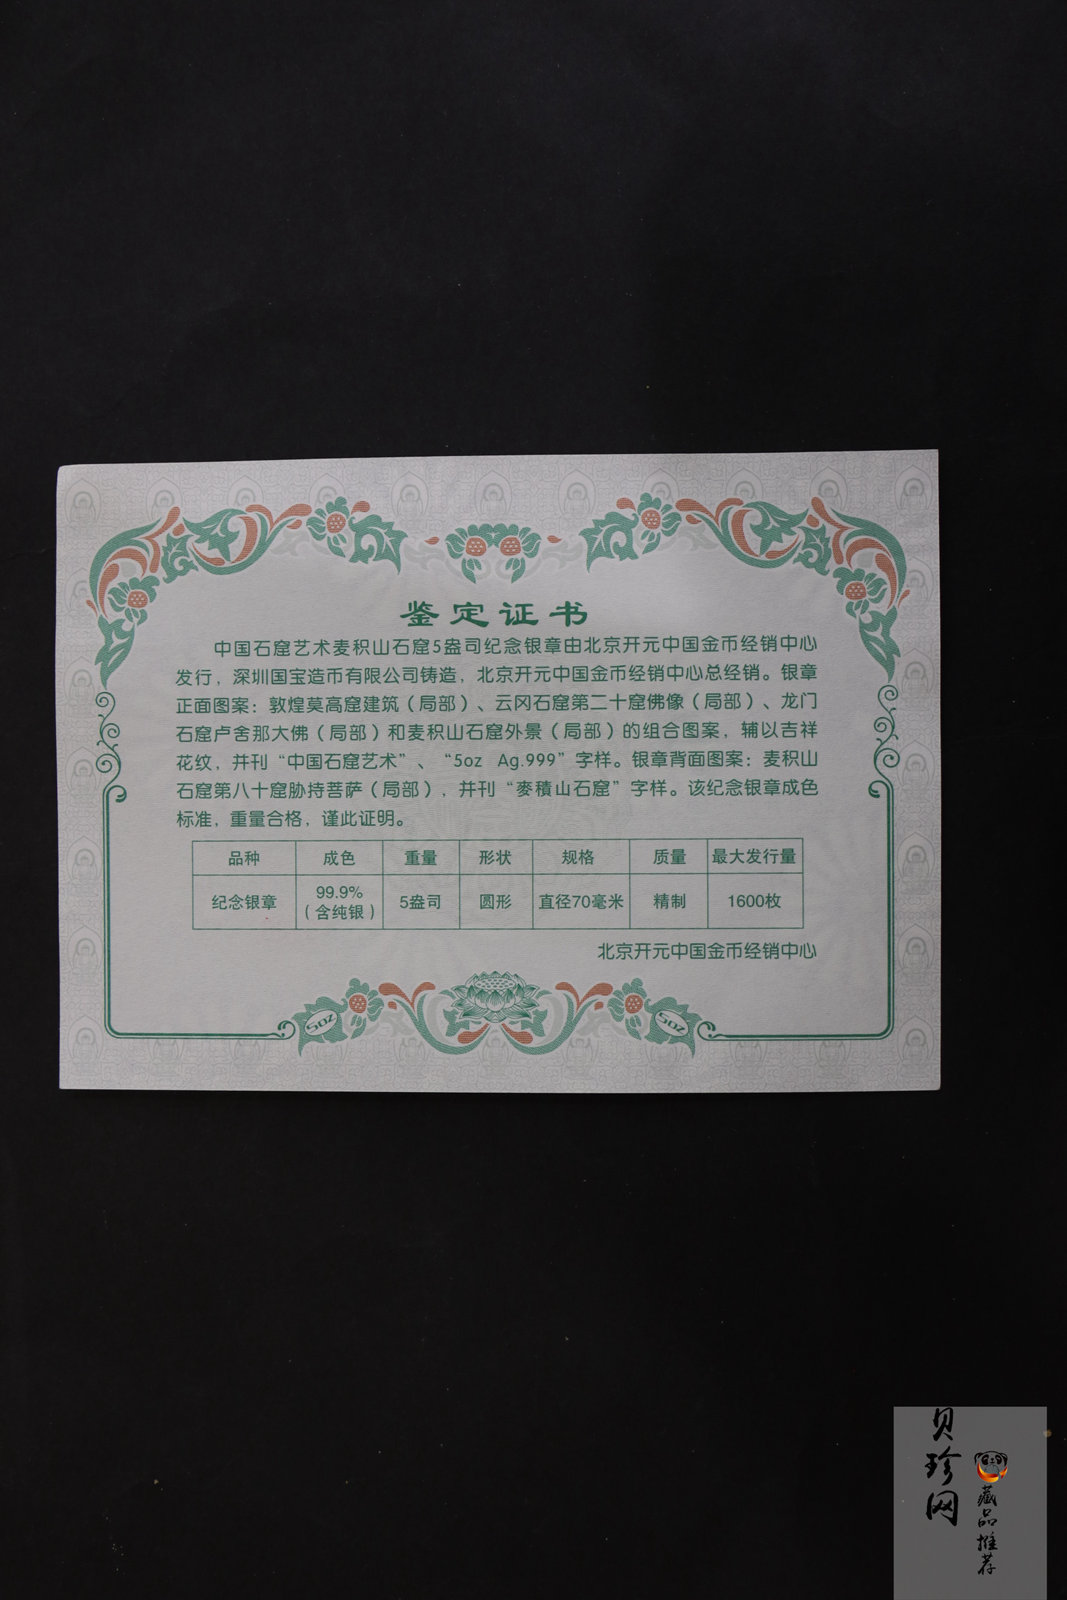 鉴定证书
中国石窟艺术麦积山石窟5盎司纪念银章由北京开元中国金币经销中心
发行，深圳国宝造币有限公司铸造，北京开元中国金币经销中心总经销。银章
正面图案：敦煌莫高窟建筑（局部）、云冈石窟第二十窟佛像（局部）、龙门
石窟卢舍那大佛（局部）和麦积山石窟外景（局部）的组合图案，辅以吉祥
花纹，并刊“中国石窟艺术”、“5oz Ag.999”字样。银章背面图案：麦积山
石窟第八十窟胁持菩萨（局部），并刊“麥積山石窟”字样。该纪念银章成色
标准，重量合格，谨此证明。
品种 成色 重量 形状 规格 质量 最大发行量
纪念银章 99.9%（含纯银） 5盎司 圆形 直径70毫米 精制 1600枚
北京开元中国金币经销中心
5oz 5oz
贝珍网
藏品推荐